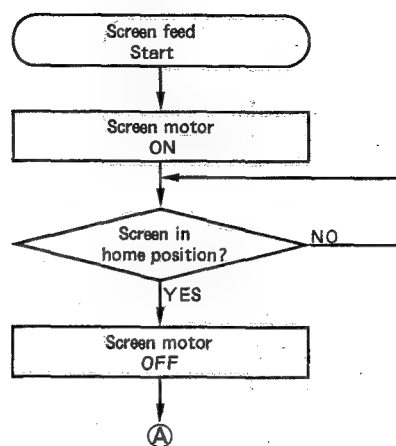 Screen feed
Start
Screen motor
ON
Screen in
home position?
NO
YES
Screen motor
OFF
A